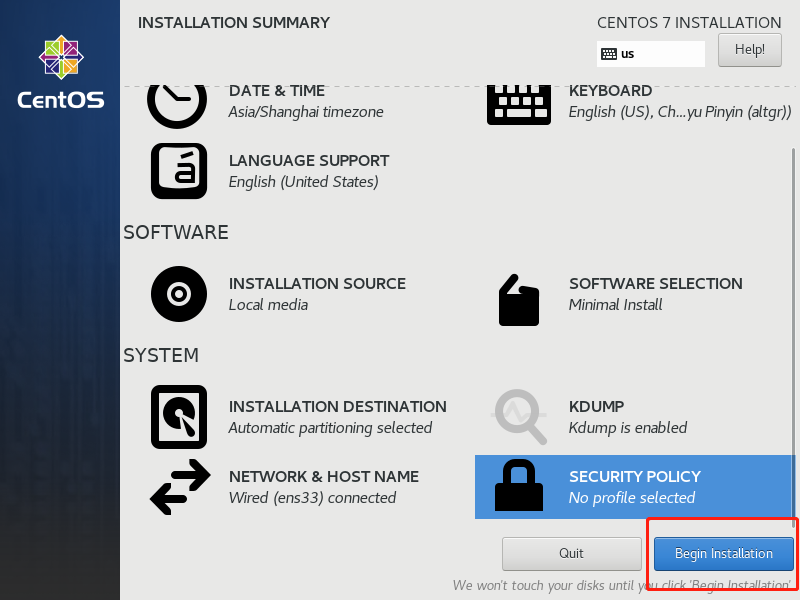 INSTALLATION SUMMARY
CENTOS 7 INSTALLATION
us
Help!
CentOS
DATE & TIME
Asia/Shanghai timezone
KEYBOARD
English (US), Ch...yu Pinyin (altgr))
LANGUAGE SUPPORT
English (United States)
SOFTWARE
INSTALLATION SOURCE
Local media
SOFTWARE SELECTION
Minimal Install
SYSTEM
INSTALLATION DESTINATION
Automatic partitioning selected
KDUMP
Kdump is enabled
NETWORK & HOST NAME
Wired (ens33) connected
SECURITY POLICY
No profile selected
Quit
Begin Installation
We won't touch your disks until you click 'Begin Installation'.